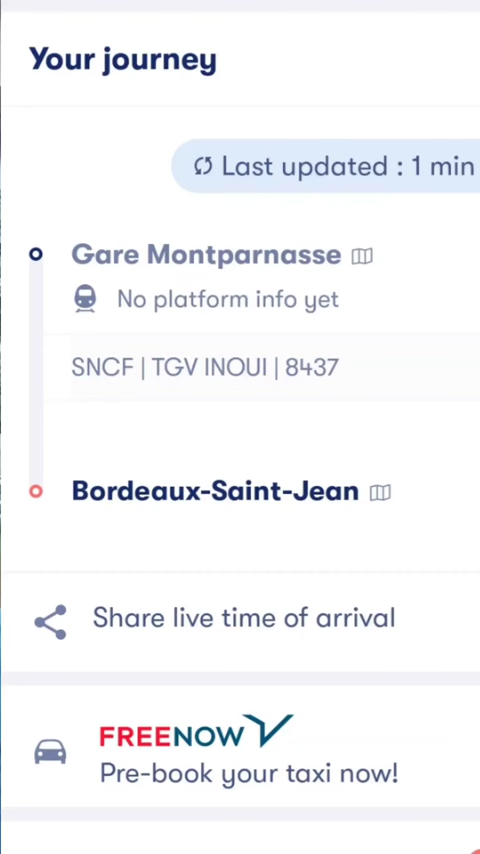 Your journey
Last updated : 1 min
Gare Montparnasse
No platform info yet
SNCF | TGV INOUI | 8437
Bordeaux-Saint-Jean
Share live time of arrival
FREENOW
Pre-book your taxi now!